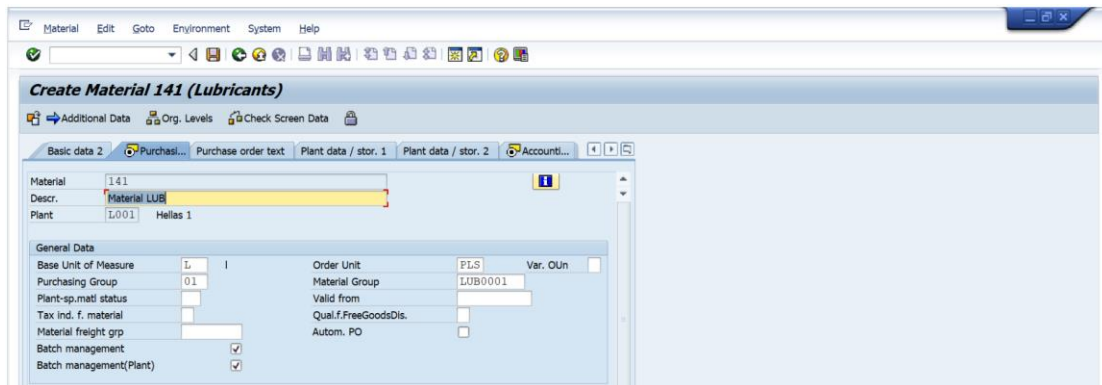 Material Edit Goto Environment System Help
Create Material 141 (Lubricants)
Additional Data Org. Levels Check Screen Data
Basic data 2 Purchasi... Purchase order text Plant data / stor. 1 Plant data / stor. 2 Accounti...
Material 141
Descr. Material LUB
Plant L001 Hellas 1
General Data
Base Unit of Measure L l Order Unit PLS Var. OUn
Purchasing Group 01 Material Group LUB0001
Plant-sp.matl status Valid from
Tax ind. f. material Qual.f.FreeGoodsDis.
Material freight grp Autom. PO
Batch management
Batch management(Plant)